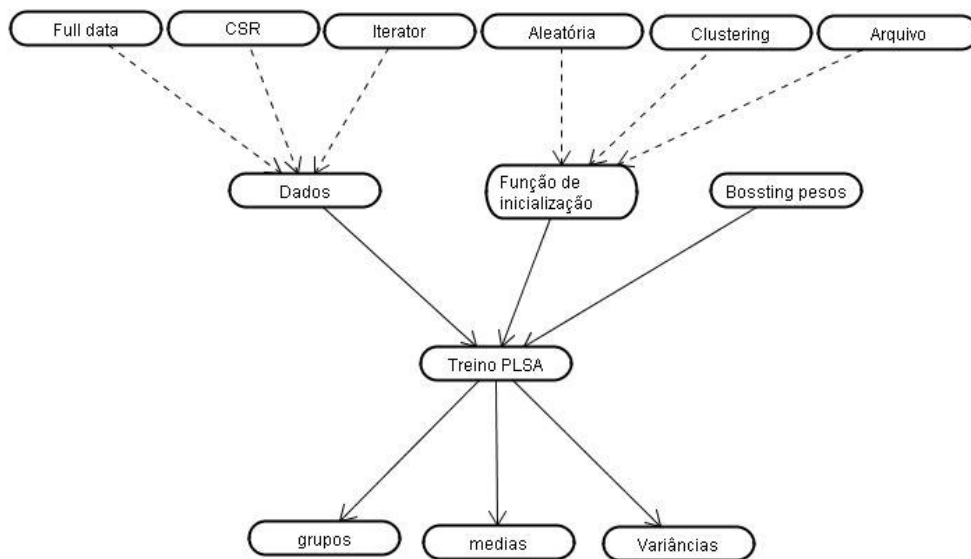 Full data
CSR
Iterator
Aleatória
Clustering
Arquivo
Dados
Função de
inicialização
Bossting pesos
Treino PLSA
grupos
medias
Variâncias